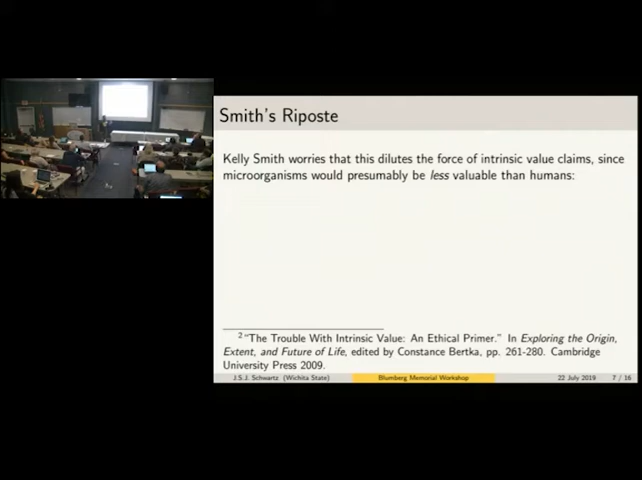 Smith's Riposte
Kelly Smith worries that this dilutes the force of intrinsic value claims, since
microorganisms would presumably be less valuable than humans:
2 "The Trouble With Intrinsic Value: An Ethical Primer." In Exploring the Origin,
Extent, and Future of Life, edited by Constance Bertka, pp. 261-280. Cambridge
University Press 2009.
J.S.J. Schwartz (Wichita State) Blumberg Memorial Workshop 22 July 2019 7 / 16